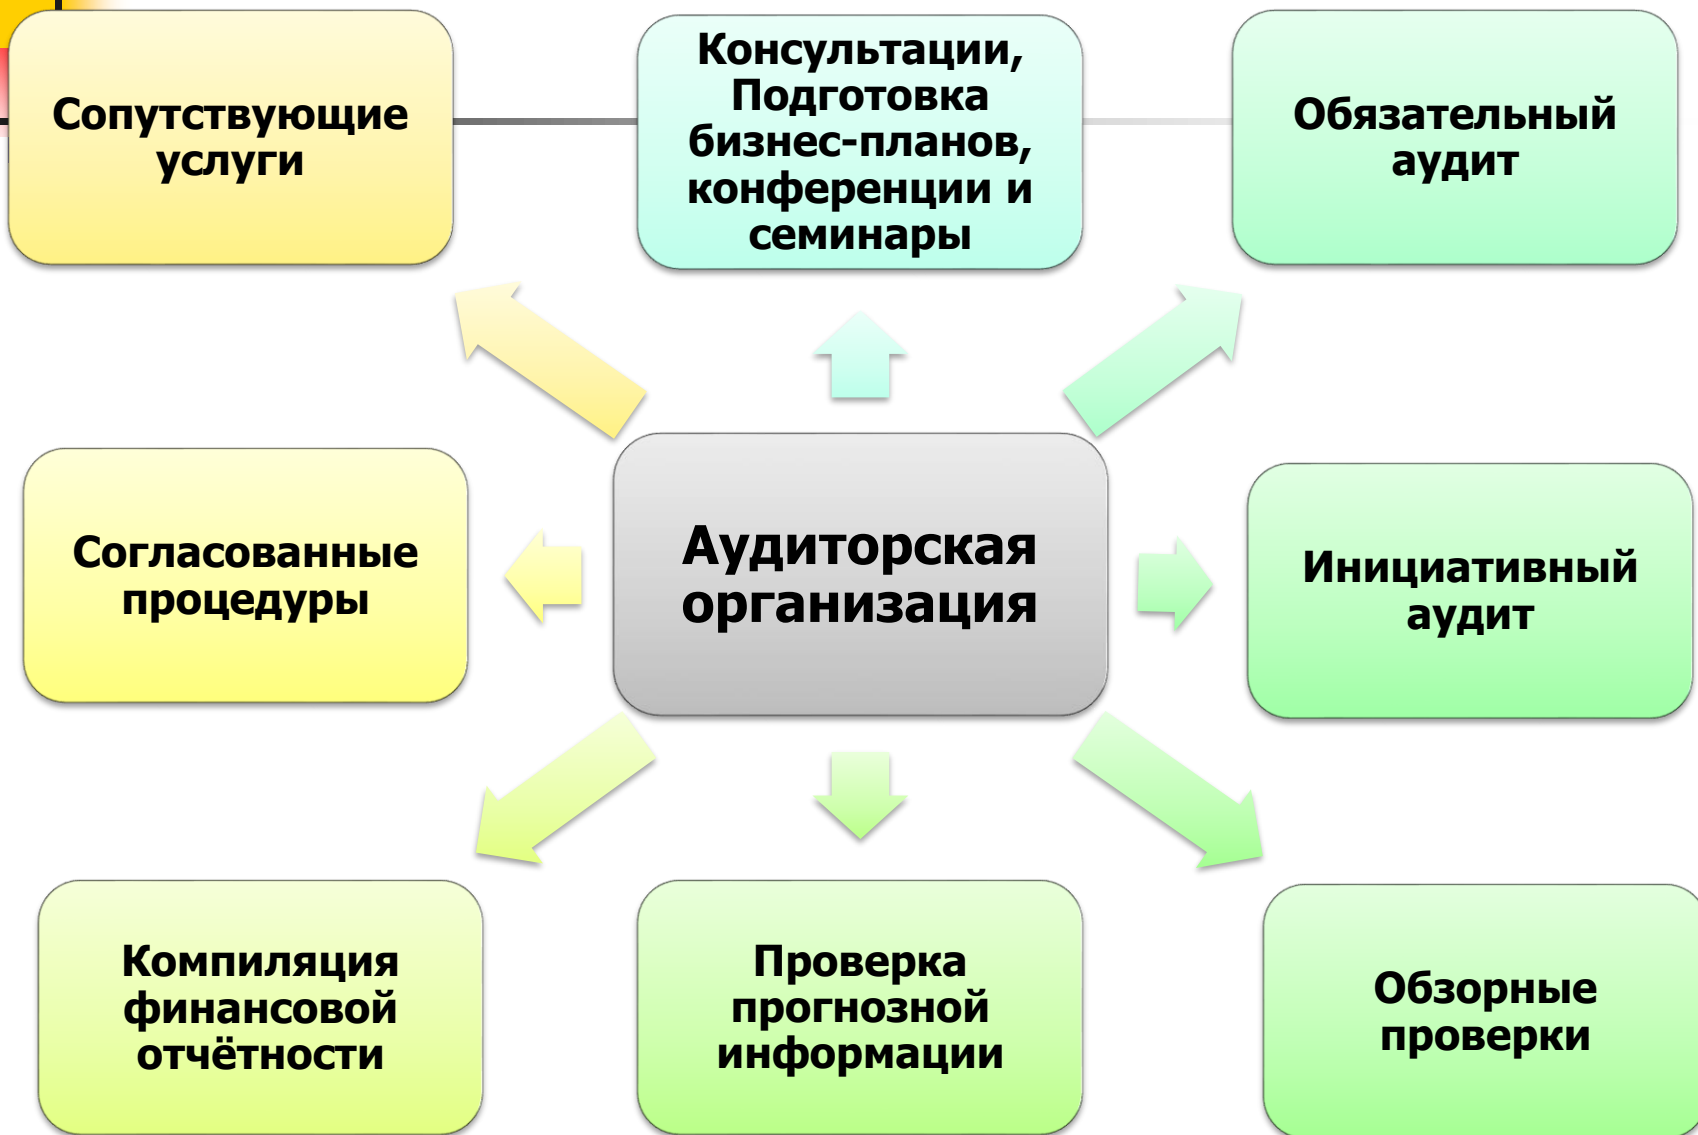 Сопутствующие
услуги
Консультации,
Подготовка
бизнес-планов,
конференции и
семинары
Обязательный
аудит
Согласованные
процедуры
Аудиторская
организация
Инициативный
аудит
Компиляция
финансовой
отчётности
Проверка
прогнозной
информации
Обзорные
проверки